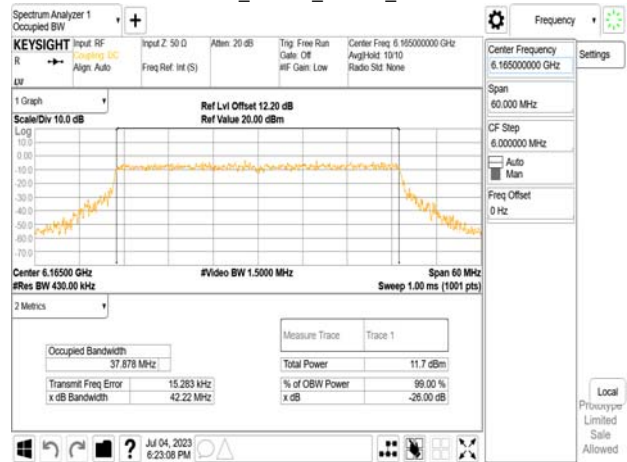 Spectrum Analyzer 1
Occupied BW
Frequency
KEYSIGHT
Input: RF
Coupling: DC
Align: Auto
Input Z: 50 Ω
Freq Ref: Int (S)
Atten: 20 dB
Trig: Free Run
Gate: Off
#IF Gain: Low
Center Freq: 6.165000000 GHz
Avg|Hold: 10/10
Radio Std: None
R
LVI
Center Frequency
6.165000000 GHz
Settings
Span
60.000 MHz
CF Step
6.000000 MHz
Auto
Man
Freq Offset
0 Hz
1 Graph
Ref Lvl Offset 12.20 dB
Scale/Div 10.0 dB
Ref Value 20.00 dBm
Log
10.0
0.00
-10.0
-20.0
-30.0
-40.0
-50.0
-60.0
-70.0
Center 6.16500 GHz
#Video BW 1.5000 MHz
Span 60 MHz
#Res BW 430.00 kHz
Sweep 1.00 ms (1001 pts)
2 Metrics
Measure Trace
Trace 1
Occupied Bandwidth
37.878 MHz
Total Power
11.7 dBm
Transmit Freq Error
15.283 kHz
% of OBW Power
99.00 %
x dB Bandwidth
42.22 MHz
x dB
-26.00 dB
Local
Prototype
Limited
Sale
Allowed
Jul 04, 2023
6:23:08 PM